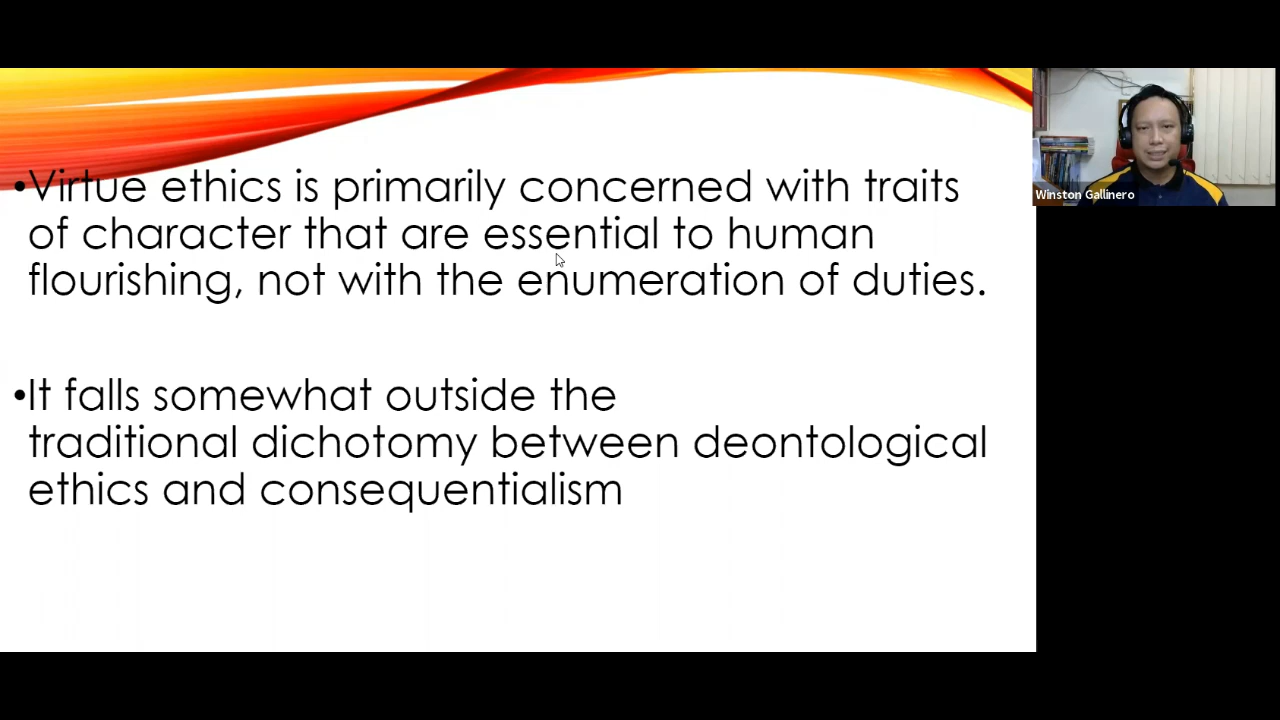 •Virtue ethics is primarily concerned with traits
of character that are essential to human
flourishing, not with the enumeration of duties.
•It falls somewhat outside the
traditional dichotomy between deontological
ethics and consequentialism
Winston Gallinero